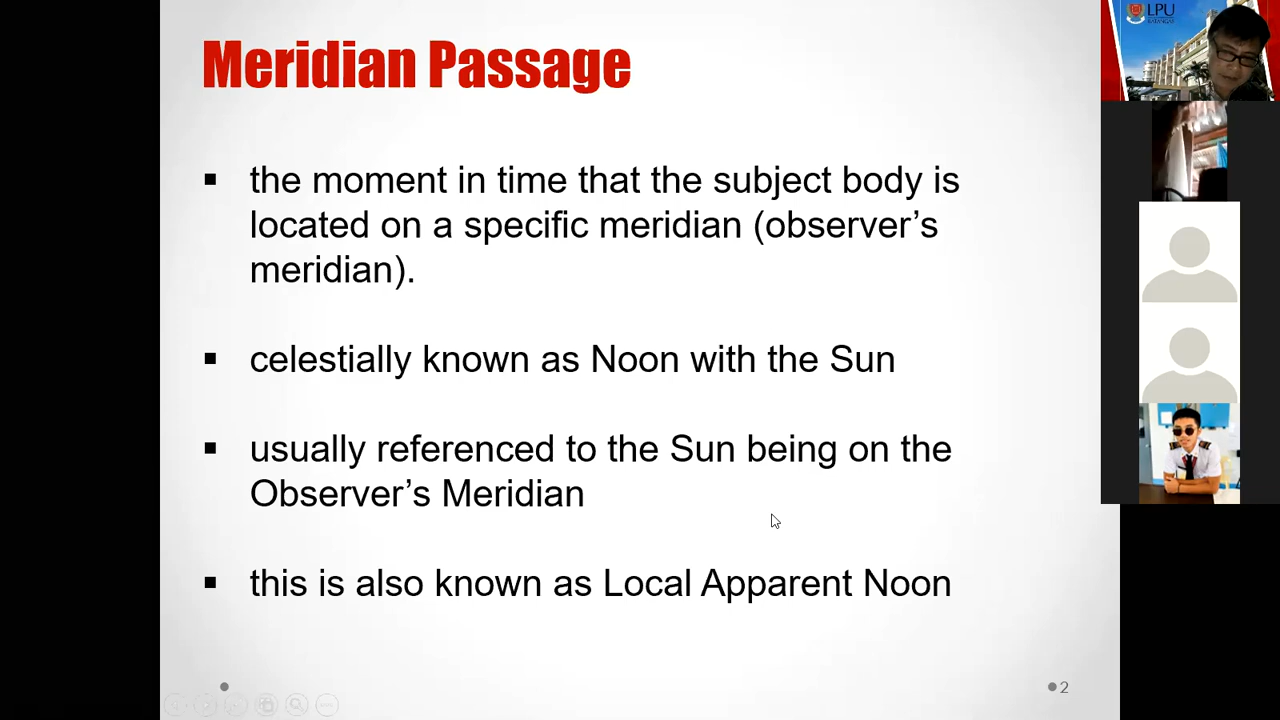 Meridian Passage
▪ the moment in time that the subject body is
located on a specific meridian (observer’s
meridian).
▪ celestially known as Noon with the Sun
▪ usually referenced to the Sun being on the
Observer’s Meridian
▪ this is also known as Local Apparent Noon
2
LPU
BATANGAS